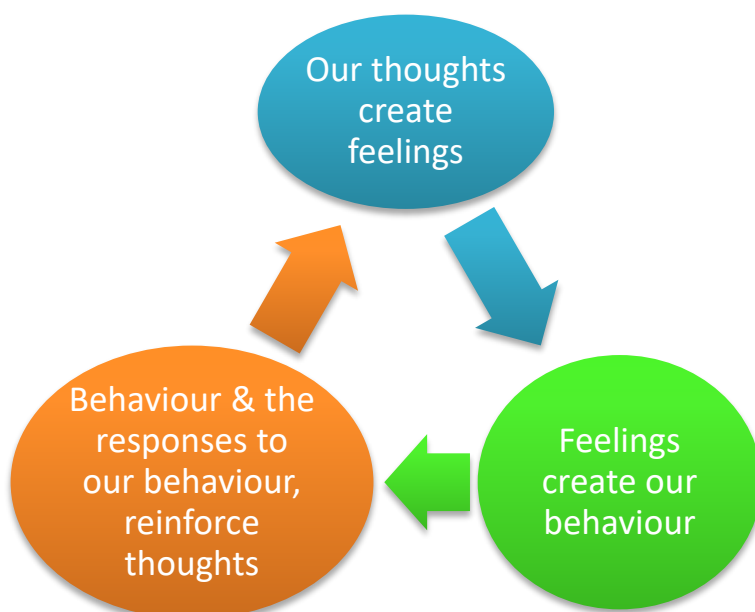 Our thoughts
create
feelings
Feelings
create our
behaviour
Behaviour & the
responses to
our behaviour,
reinforce
thoughts